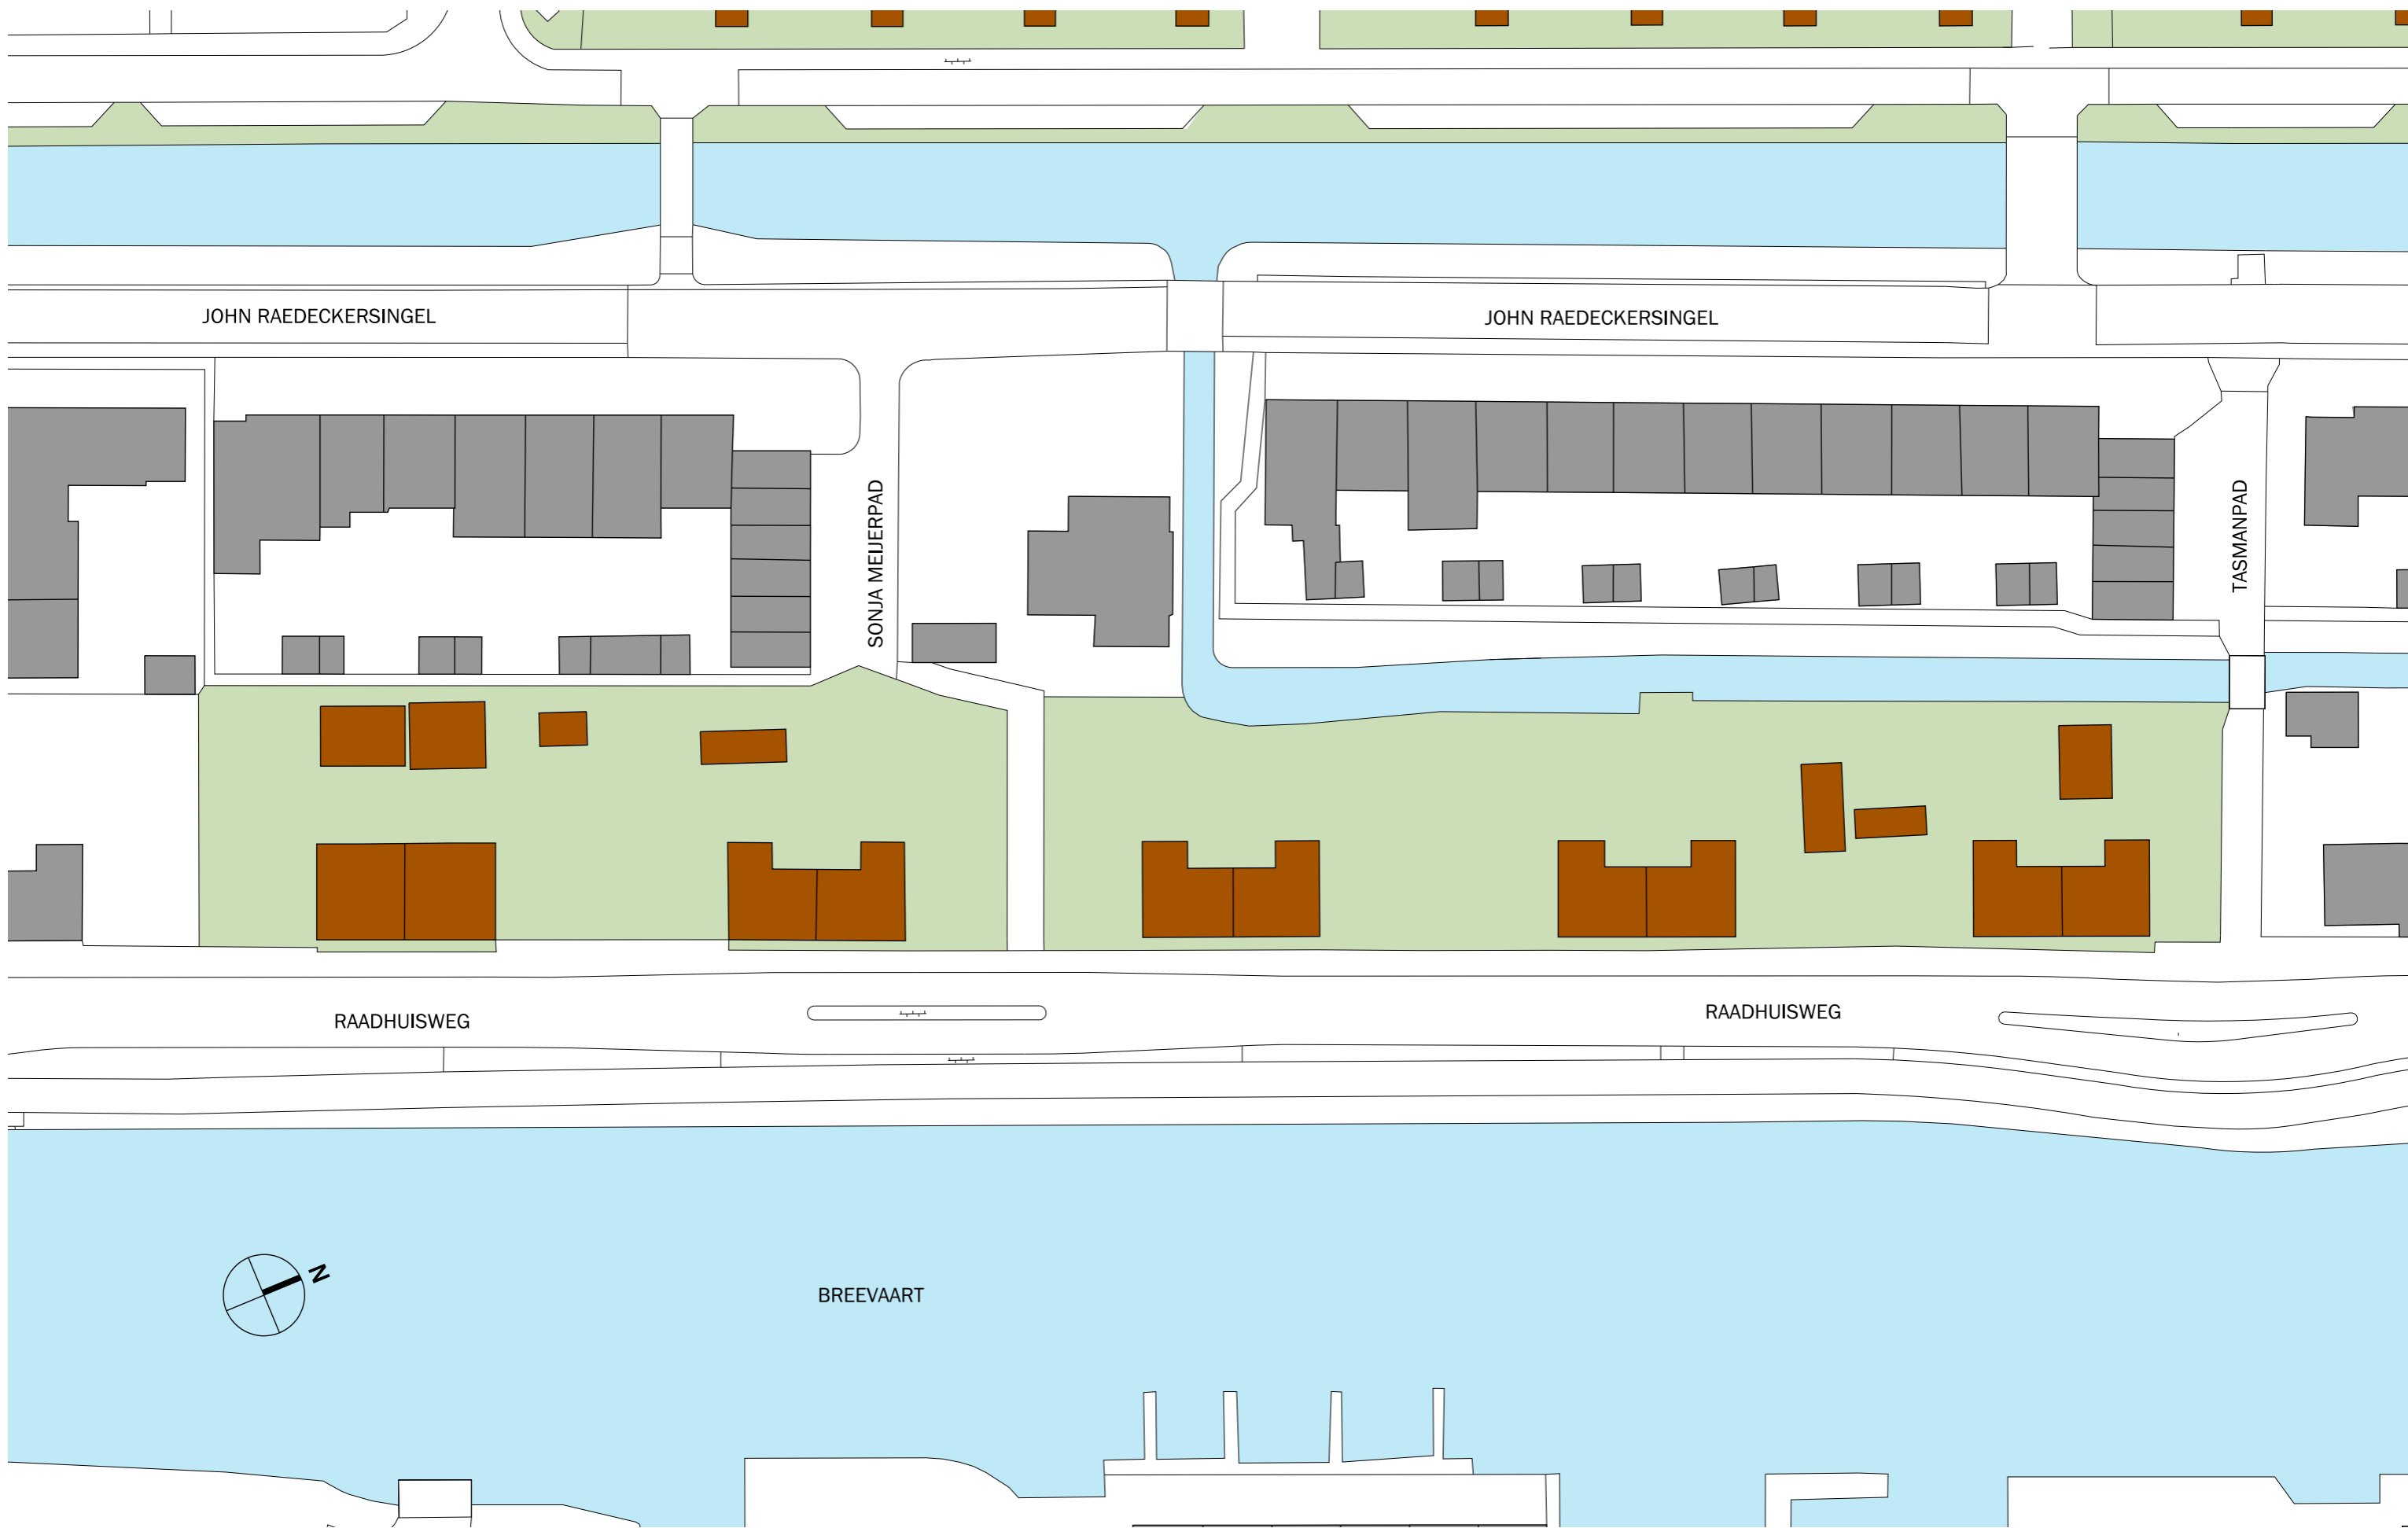 JOHN RAEDECKERSINGEL
JOHN RAEDECKERSINGEL
SONJA MEIJERPAD
TASMANPAD
RAADHUISWEG
RAADHUISWEG
N
BREEVAART